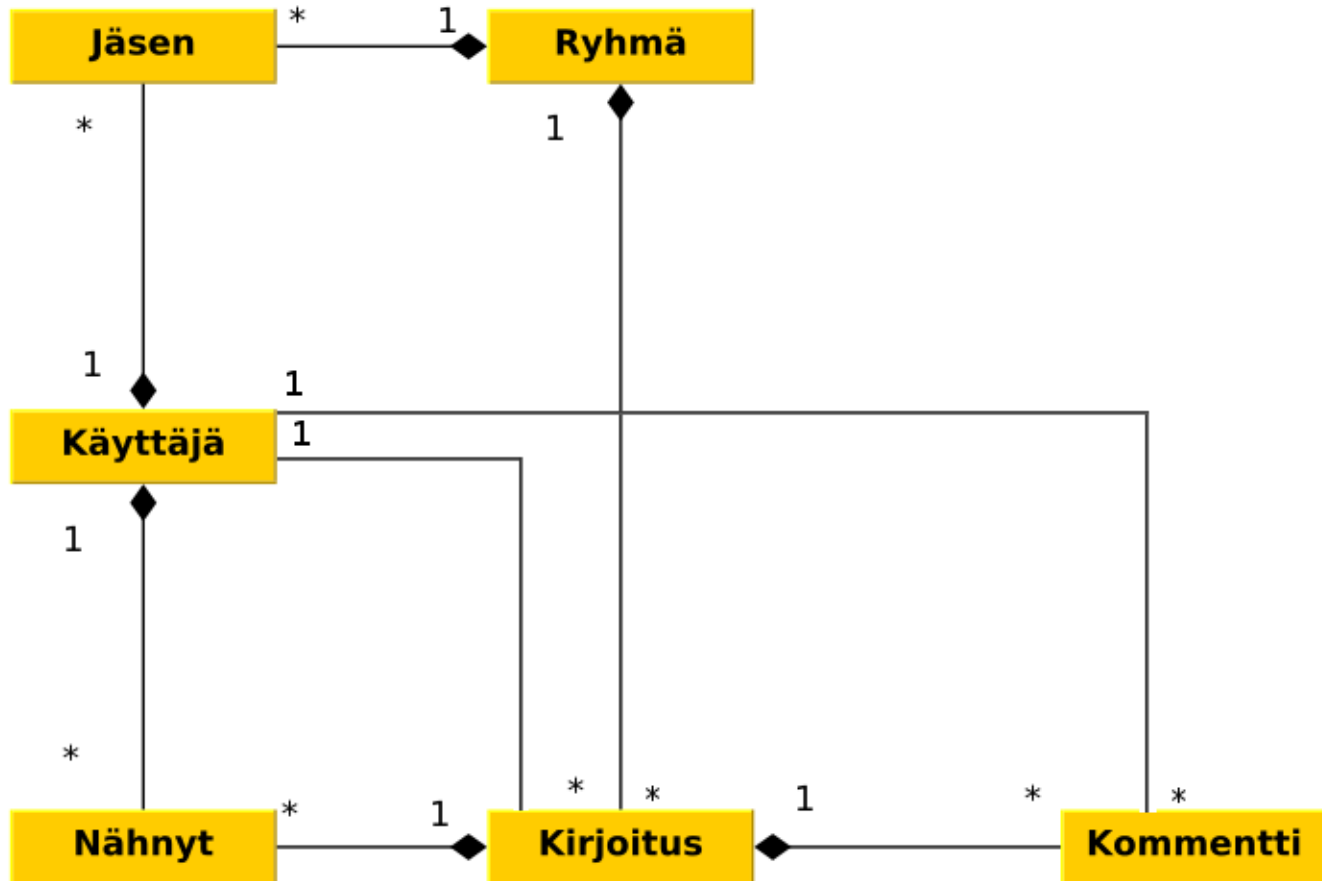 * 1
Jäsen Ryhmä
* 1
1 1
Käyttäjä 1
1
* * *
* 1 1 * *
Nähnyt Kirjoitus Kommentti